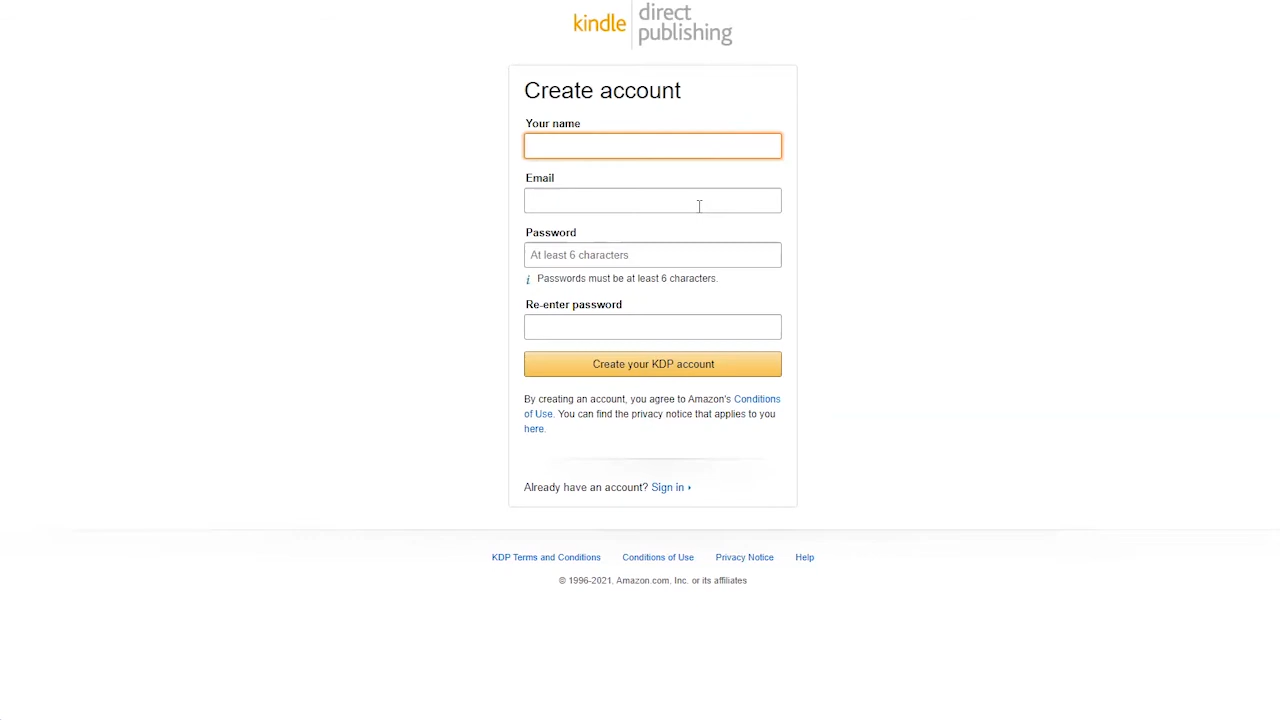 kindle direct publishing
Create account
Your name
Email
Password
At least 6 characters
i Passwords must be at least 6 characters.
Re-enter password
Create your KDP account
By creating an account, you agree to Amazon's Conditions
of Use. You can find the privacy notice that applies to you
here.
Already have an account? Sign in
KDP Terms and Conditions Conditions of Use Privacy Notice Help
© 1996-2021, Amazon.com, Inc. or its affiliates